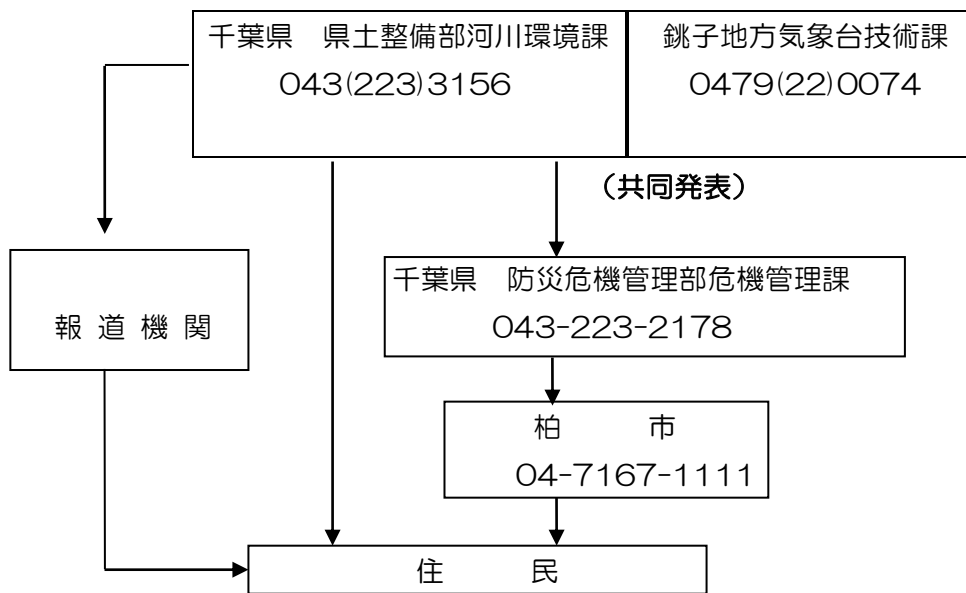 千葉県　県土整備部河川環境課
043(223)3156
銚子地方気象台技術課
0479(22)0074
（共同発表）
千葉県　防災危機管理部危機管理課
043-223-2178
報 道 機 関
柏　　　市
04-7167-1111
住　　　民